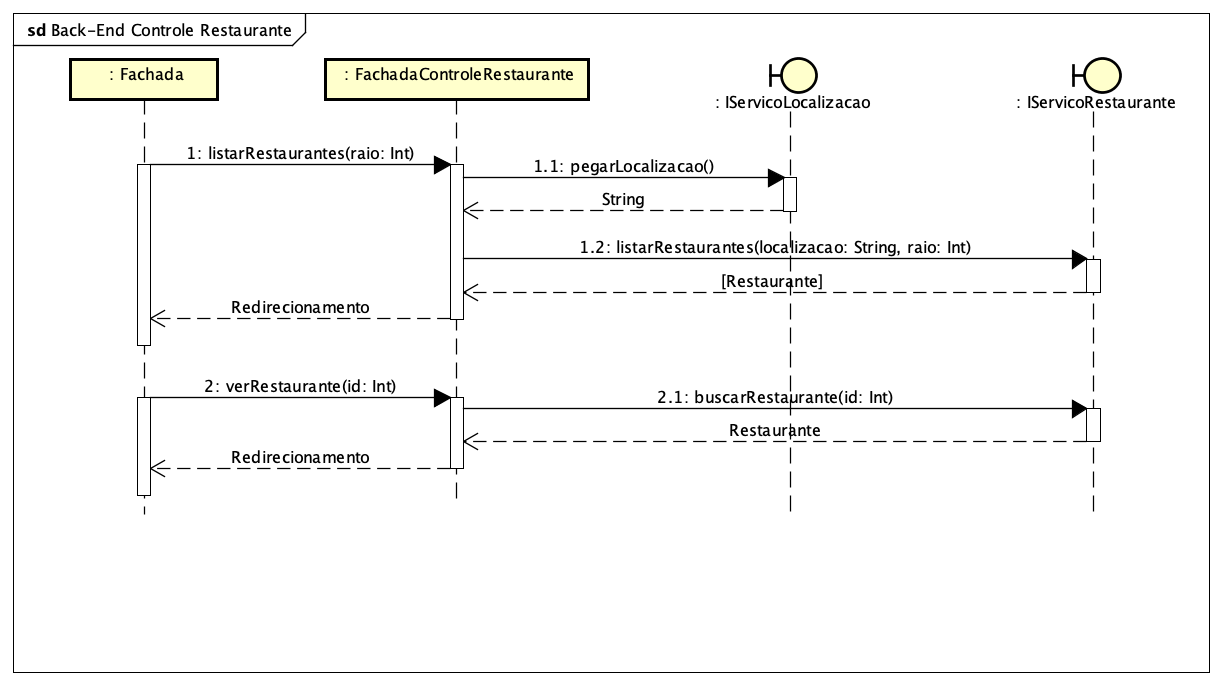 sd Back-End Controle Restaurante
: Fachada
: FachadaControleRestaurante
: IServicoLocalizacao
: IServicoRestaurante
1: listarRestaurantes(raio: Int)
1.1: pegarLocalizacao()
String
1.2: listarRestaurantes(localizacao: String, raio: Int)
[Restaurante]
Redirecionamento
2: verRestaurante(id: Int)
2.1: buscarRestaurante(id: Int)
Restaurante
Redirecionamento